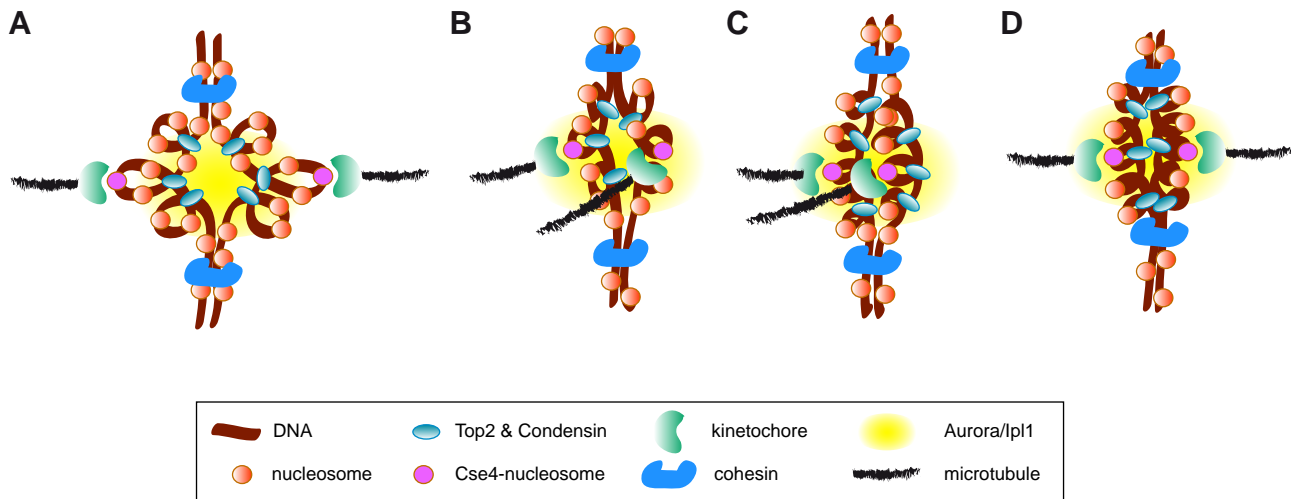 A B C D
DNA Top2 & Condensin kinetochore Aurora/Ipl1
nucleosome Cse4-nucleosome cohesin microtubule